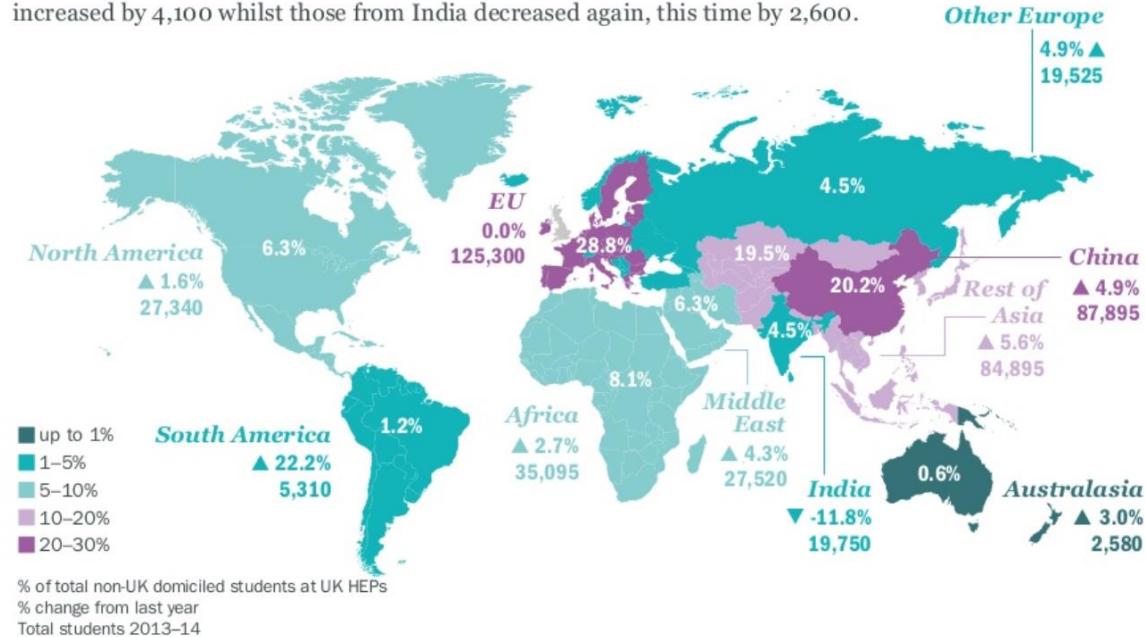 increased by 4,100 whilst those from India decreased again, this time by 2,600.
Other Europe
4.9% ▲
19,525
4.5%
EU
0.0%
125,300
28.8%
North America
▲ 1.6%
27,340
6.3%
19.5%
China
▲ 4.9%
87,895
20.2%
Rest of
Asia
▲ 5.6%
84,895
6.3%
4.5%
8.1%
Middle
East
▲ 4.3%
27,520
Africa
▲ 2.7%
35,095
South America
▲ 22.2%
5,310
1.2%
India
▼ -11.8%
19,750
0.6%
Australasia
▲ 3.0%
2,580
up to 1%
1–5%
5–10%
10–20%
20–30%
% of total non-UK domiciled students at UK HEPs
% change from last year
Total students 2013–14